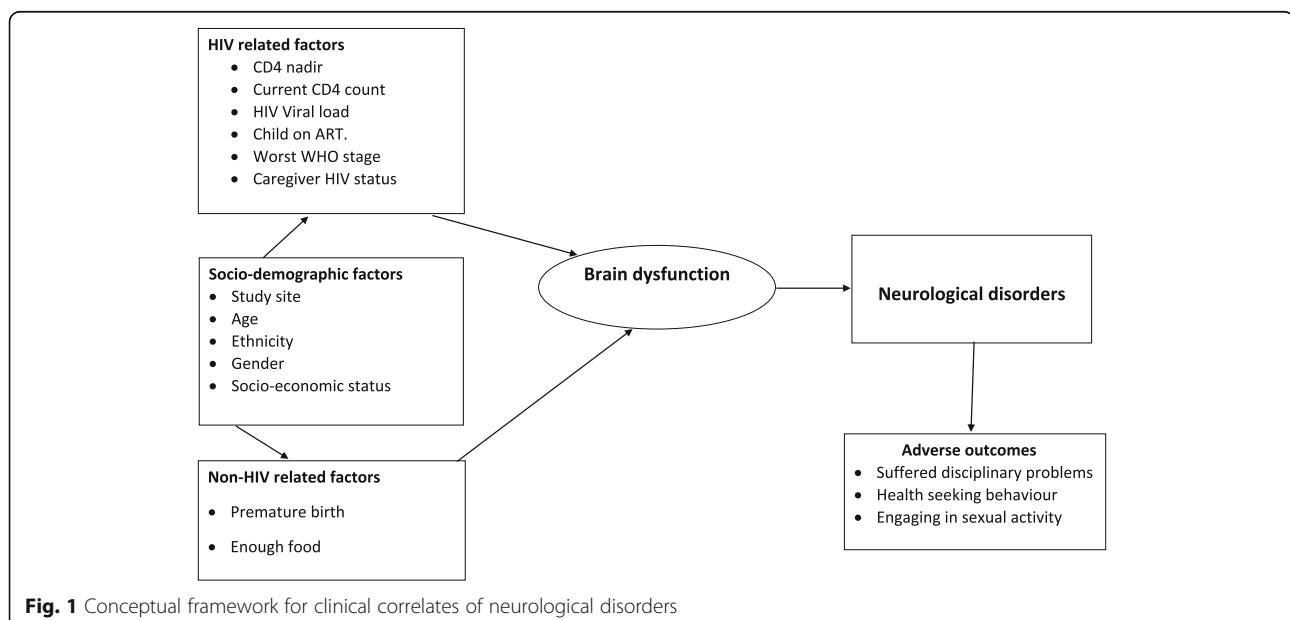 HIV related factors
• CD4 nadir
• Current CD4 count
• HIV Viral load
• Child on ART.
• Worst WHO stage
• Caregiver HIV status
Socio-demographic factors
• Study site
• Age
• Ethnicity
• Gender
• Socio-economic status
Non-HIV related factors
• Premature birth
• Enough food
Brain dysfunction
Neurological disorders
Adverse outcomes
• Suffered disciplinary problems
• Health seeking behaviour
• Engaging in sexual activity
Fig. 1 Conceptual framework for clinical correlates of neurological disorders